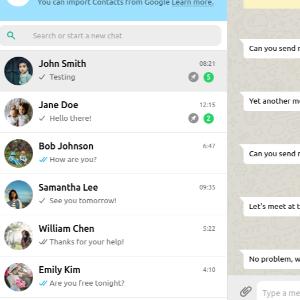 You can import Contacts from Google Learn more.
Search or start a new chat
John Smith 08:21
Testing 5
Jane Doe 12:15
Hello there! 2
Bob Johnson 6:47
How are you?
Samantha Lee 09:35
See you tomorrow!
William Chen 5:22
Thanks for your help!
Emily Kim 4:10
Are you free tonight?
Can you send
Yet another
Can you send
Let's meet at
No problem,
Type a me